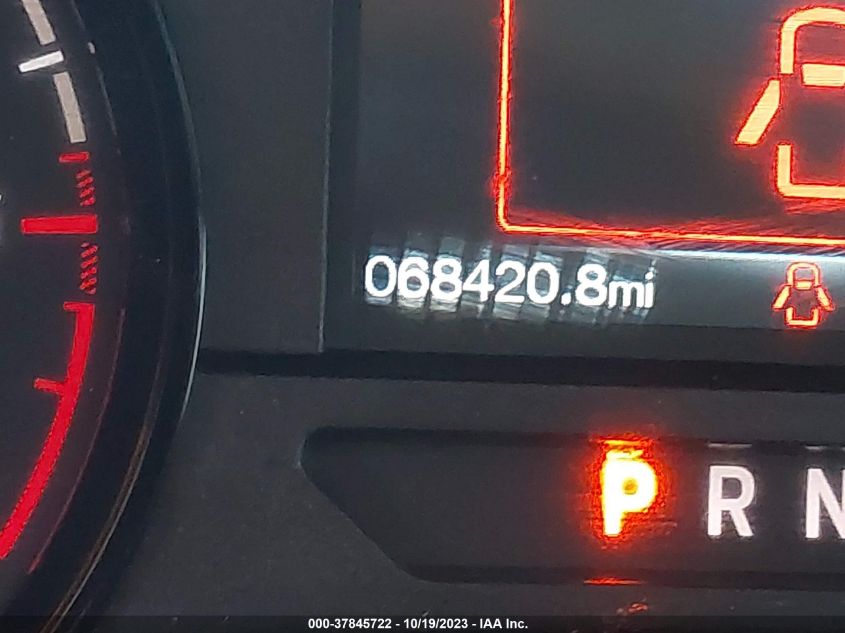 068420.8mi
P R N
000-37845722 - 10/19/2023 - IAA Inc.